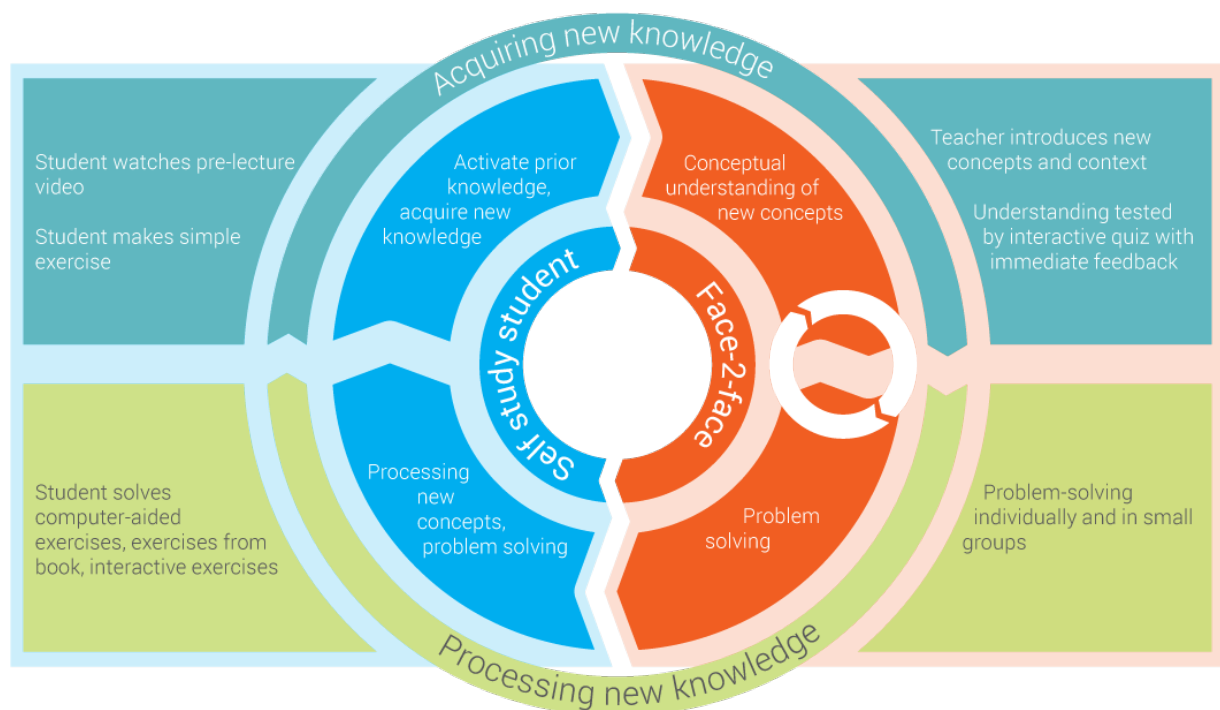 Acquiring new knowledge
Student watches pre-lecture
video
Student makes simple
exercise
Activate prior
knowledge,
acquire new
knowledge
Conceptual
understanding of
new concepts
Teacher introduces new
concepts and context
Understanding tested
by interactive quiz with
immediate feedback
Self study student
Face-2-face
Student solves
computer-aided
exercises, exercises from
book, interactive exercises
Processing
new
concepts,
problem solving
Problem
solving
Problem-solving
individually and in small
groups
Processing new knowledge